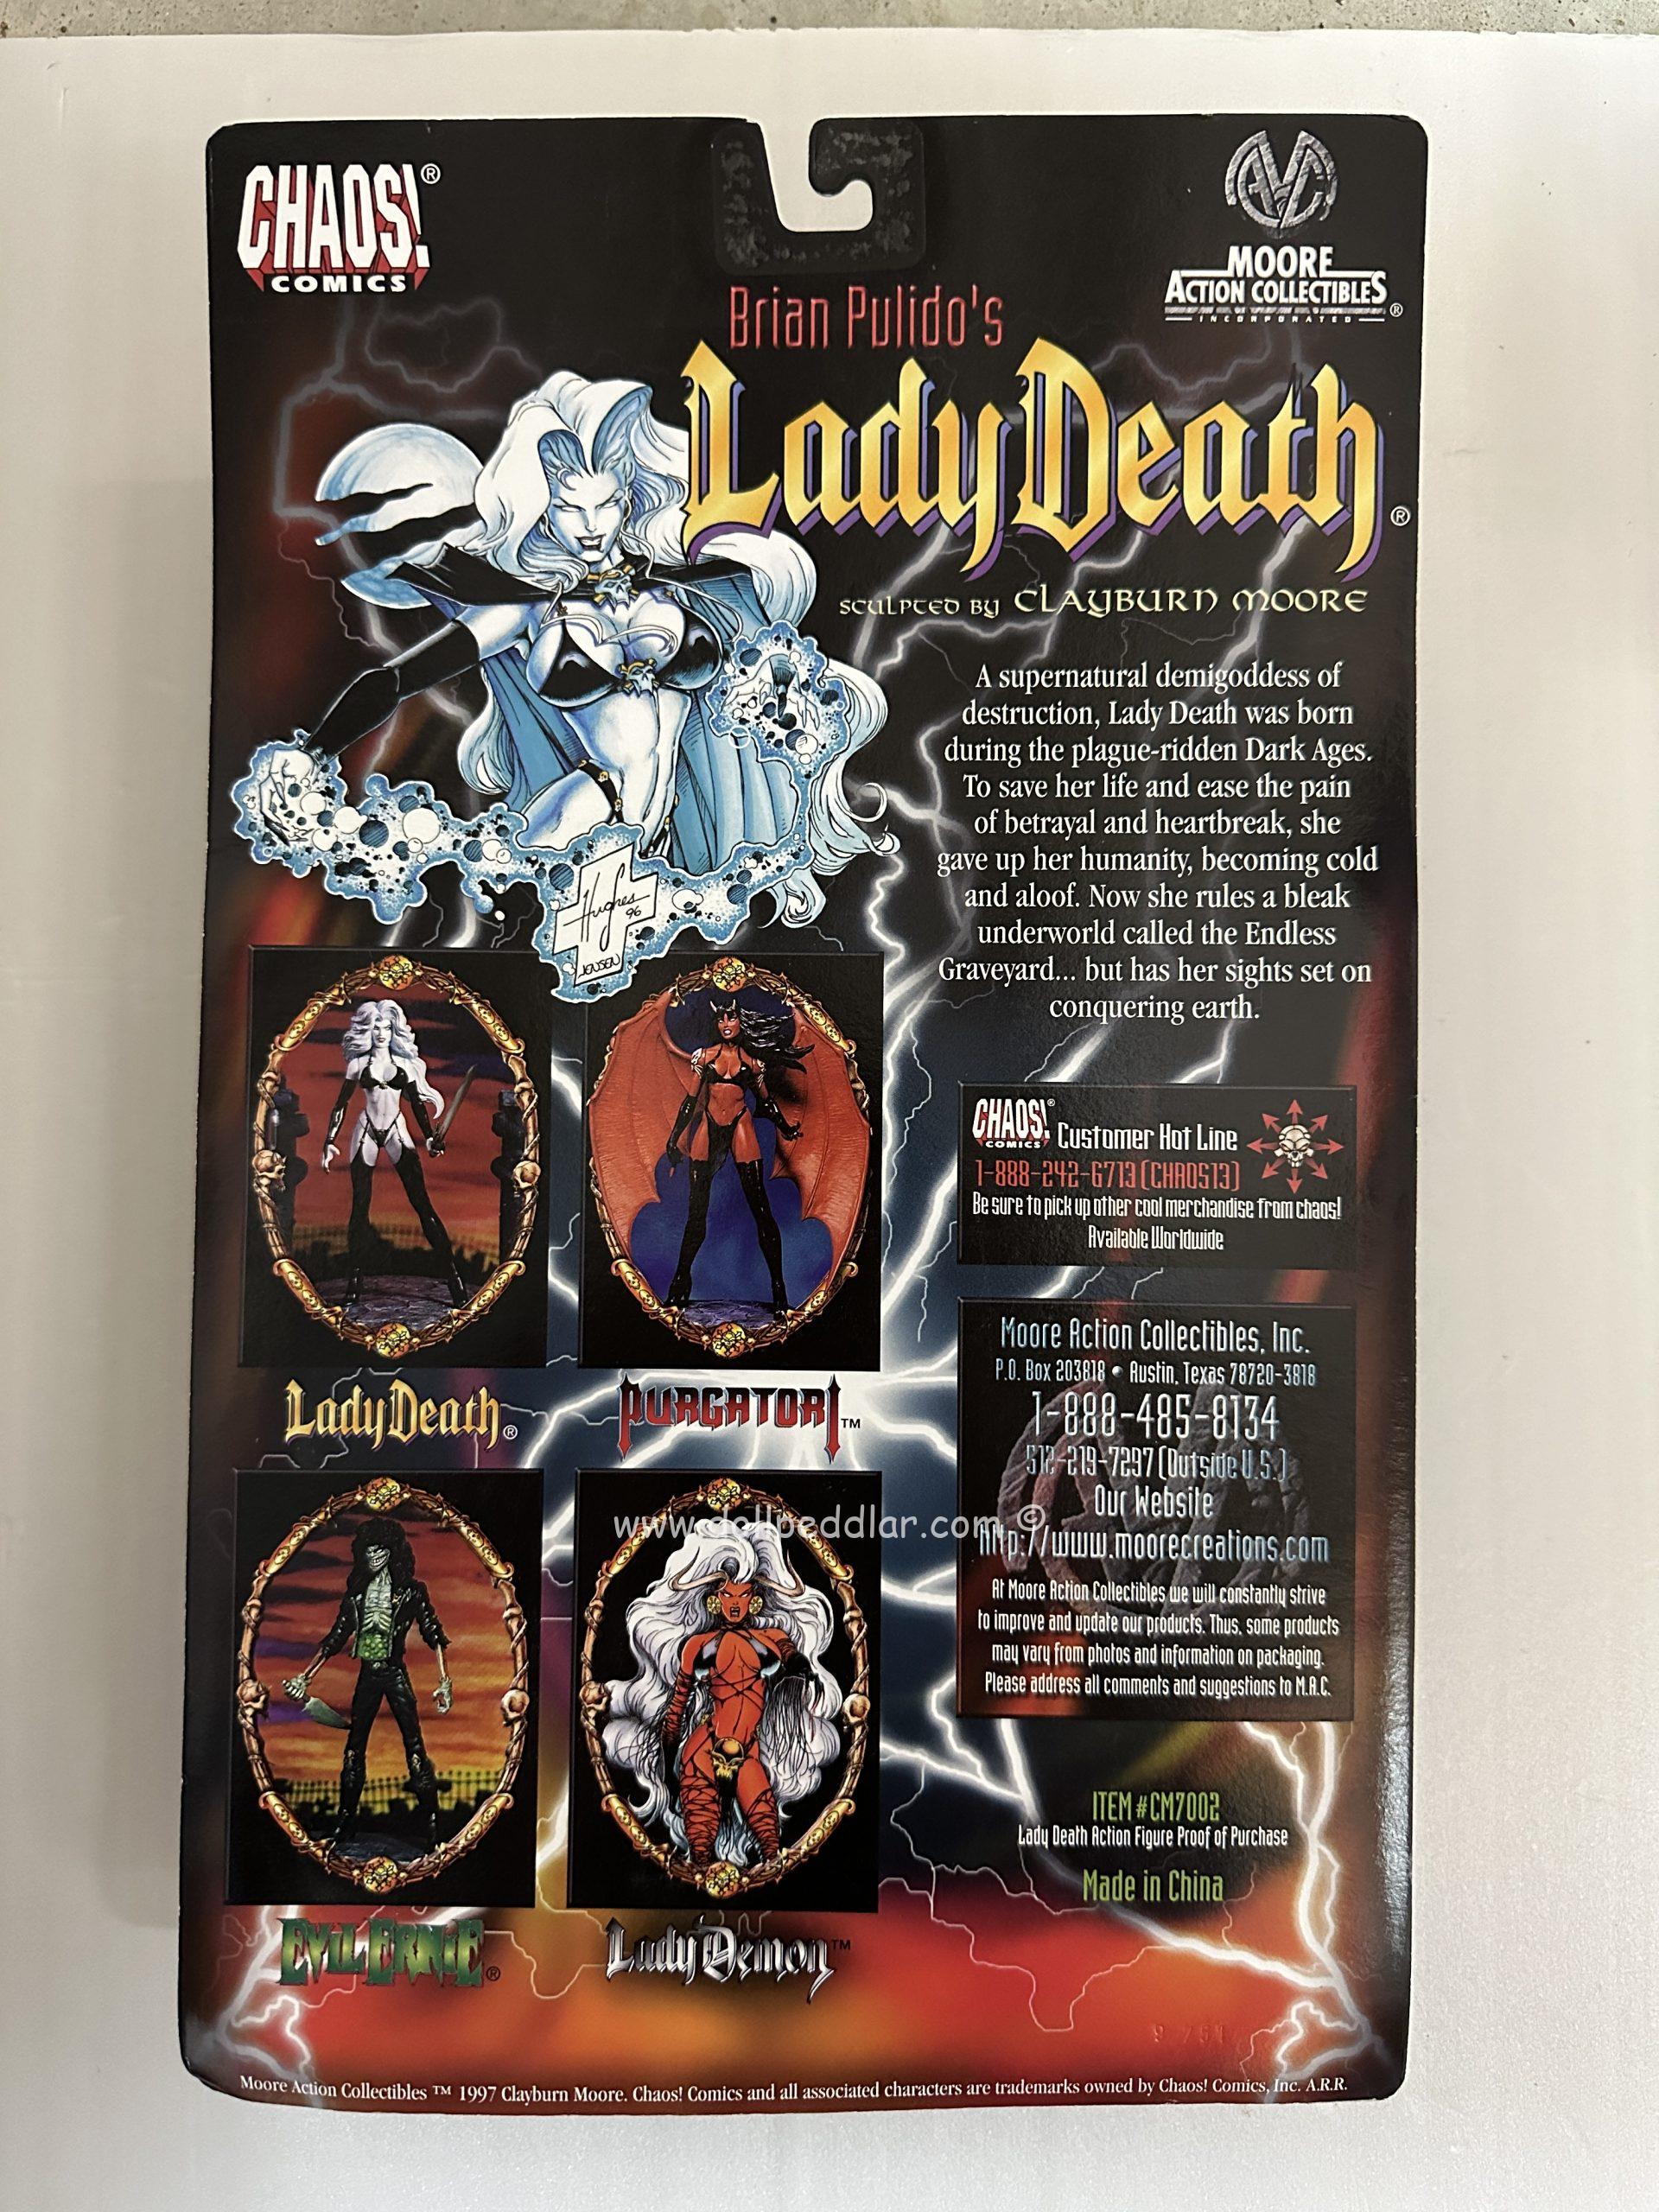 CHAOS!®
COMICS
MOORE
ACTION COLLECTIBLES®
INCORPORATED
Brian Pulido's
Lady Death®
SCULPTED BY CLAYBURN MOORE
A supernatural demigoddess of
destruction, Lady Death was born
during the plague-ridden Dark Ages.
To save her life and ease the pain
of betrayal and heartbreak, she
gave up her humanity, becoming cold
and aloof. Now she rules a bleak
underworld called the Endless
Graveyard... but has her sights set on
conquering earth.
Hughes
96
JENSEN
Lady Death®
PURGATORI™
EVIL ERNIE®
Lady Demon™
CHAOS!®
COMICS
Customer Hot Line
1-888-242-6713 (CHAOS13)
Be sure to pick up other cool merchandise from chaos!
Available Worldwide
Moore Action Collectibles, Inc.
P.O. Box 203818 • Austin, Texas 78720-3818
1-888-485-8134
512-219-7297 (Outside U.S.)
Our Website
http://www.moorecreations.com
At Moore Action Collectibles we will constantly strive
to improve and update our products. Thus, some products
may vary from photos and information on packaging.
Please address all comments and suggestions to M.A.C.
www.dollpeddlar.com ©
ITEM #CM7002
Lady Death Action Figure Proof of Purchase
Made in China
Moore Action Collectibles ™ 1997 Clayburn Moore. Chaos! Comics and all associated characters are trademarks owned by Chaos! Comics, Inc. A.R.R.